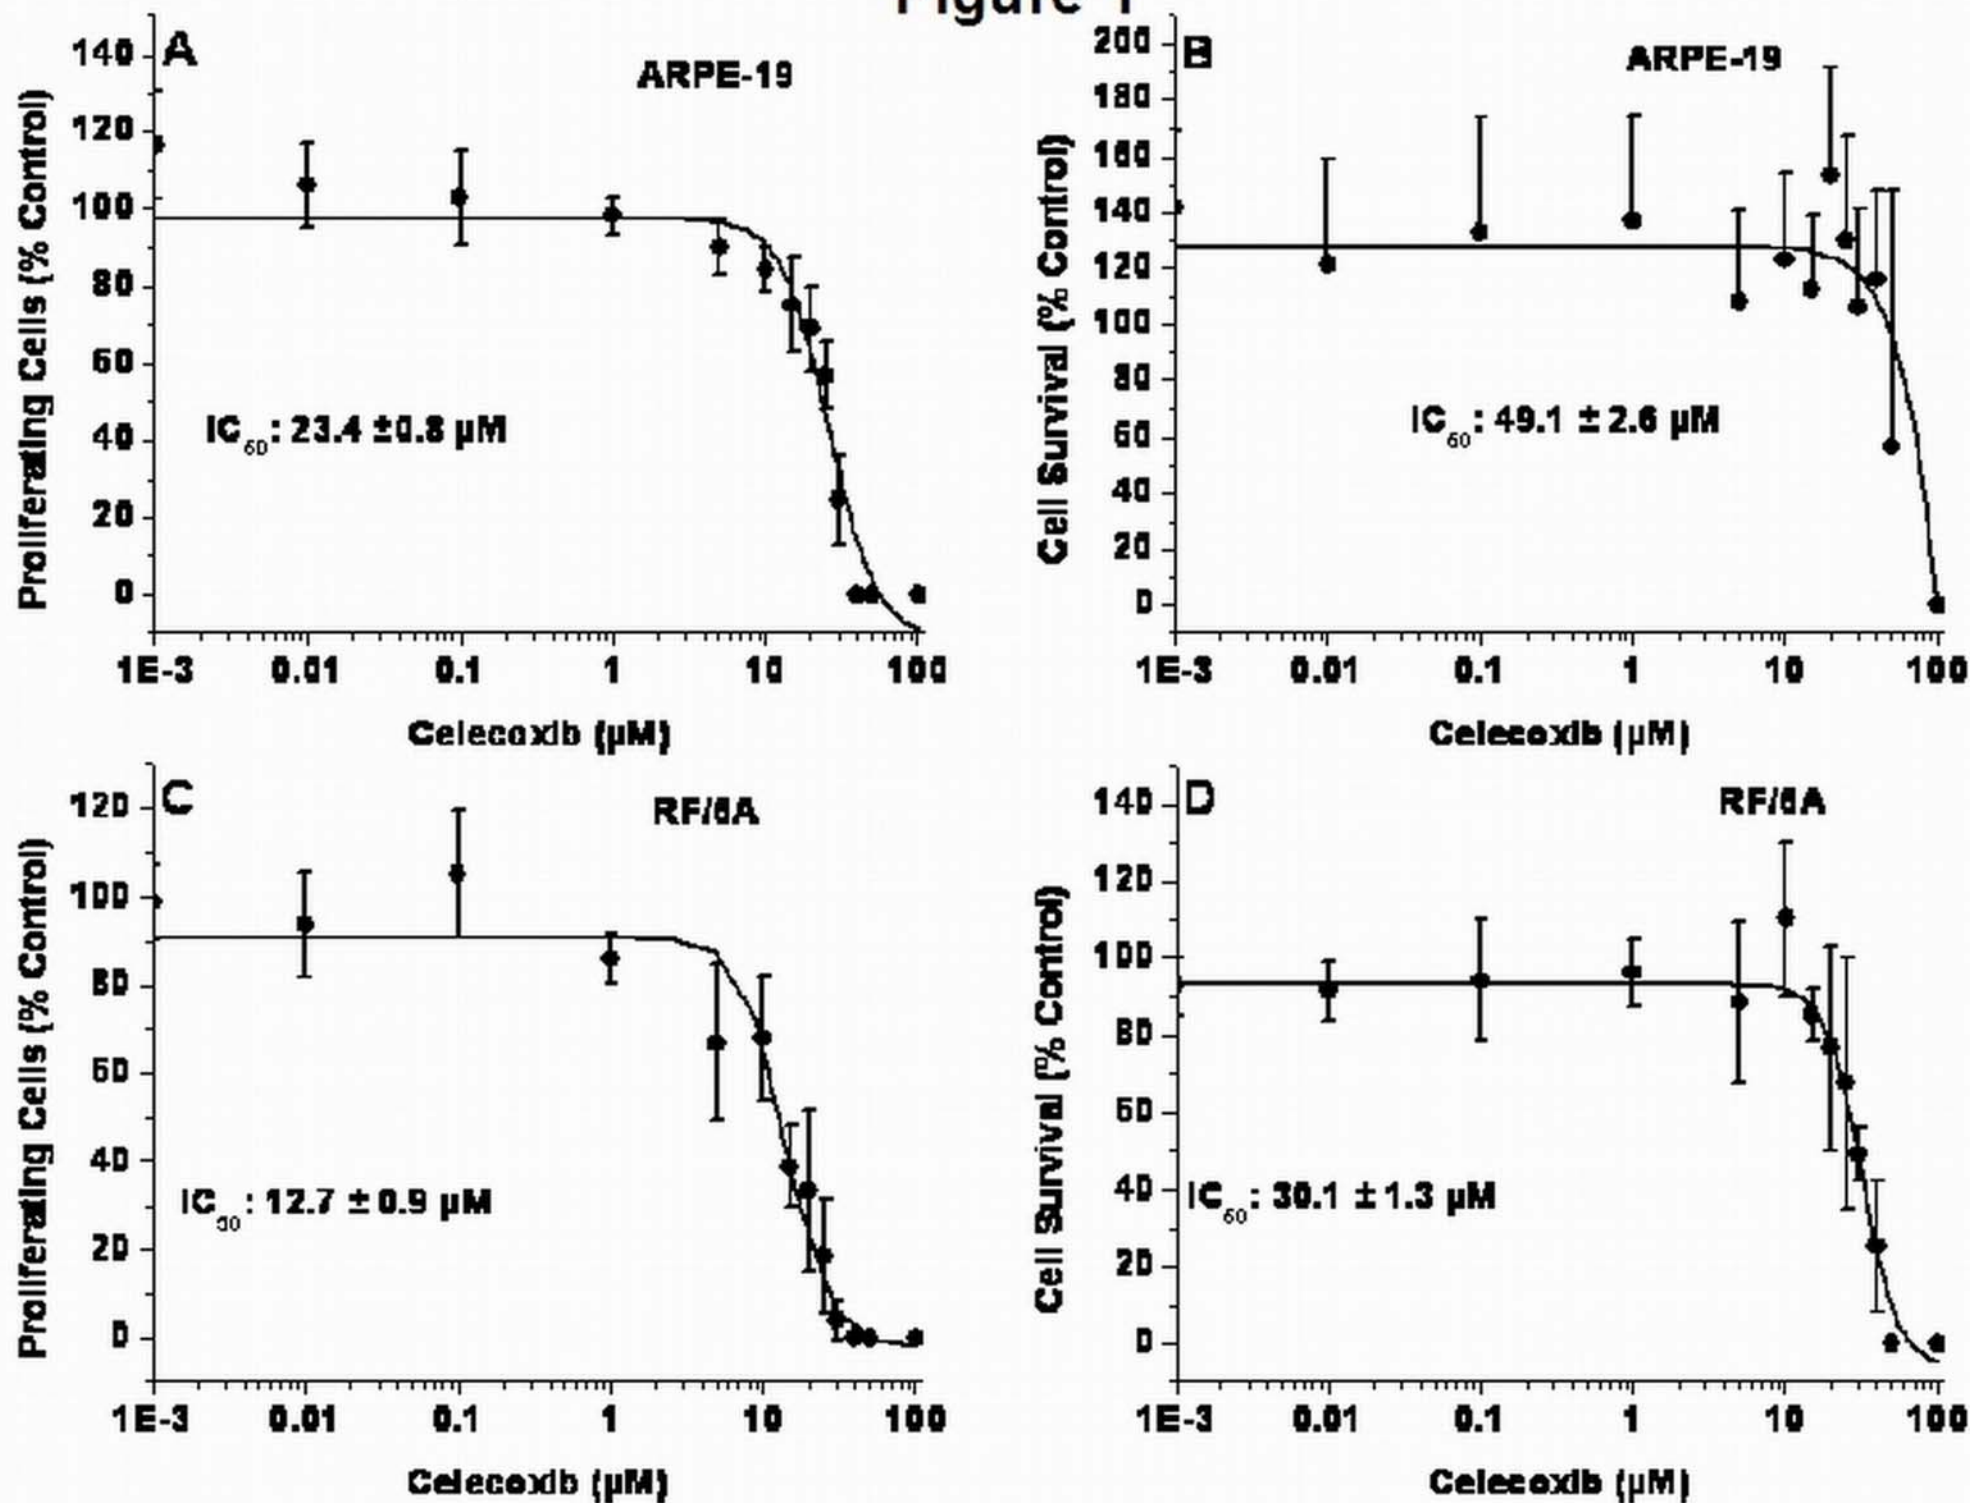 Figure 1
A
ARPE-19
Proliferating Cells (% Control)
140
120
100
80
60
40
20
0
IC50: 23.4 ±0.8 µM
1E-3 0.01 0.1 1 10 100
Celecoxib (µM)
B
ARPE-19
Cell Survival (% Control)
200
180
160
140
120
100
80
60
40
20
0
IC50: 49.1 ± 2.6 µM
1E-3 0.01 0.1 1 10 100
Celecoxib (µM)
C
RF/6A
Proliferating Cells (% Control)
120
100
80
60
40
20
0
IC50: 12.7 ± 0.9 µM
1E-3 0.01 0.1 1 10 100
Celecoxib (µM)
D
RF/6A
Cell Survival (% Control)
140
120
100
80
60
40
20
0
IC50: 30.1 ± 1.3 µM
1E-3 0.01 0.1 1 10 100
Celecoxib (µM)